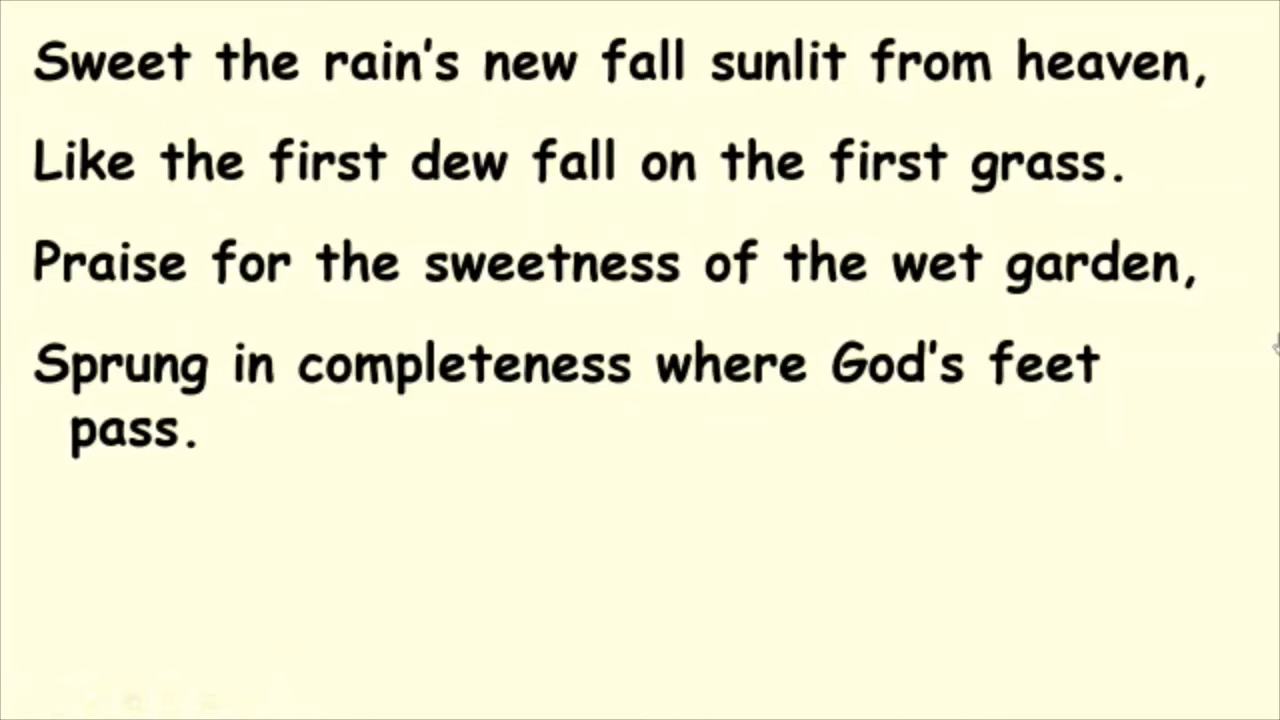 Sweet the rain's new fall sunlit from heaven,
Like the first dew fall on the first grass.
Praise for the sweetness of the wet garden,
Sprung in completeness where God's feet
pass.